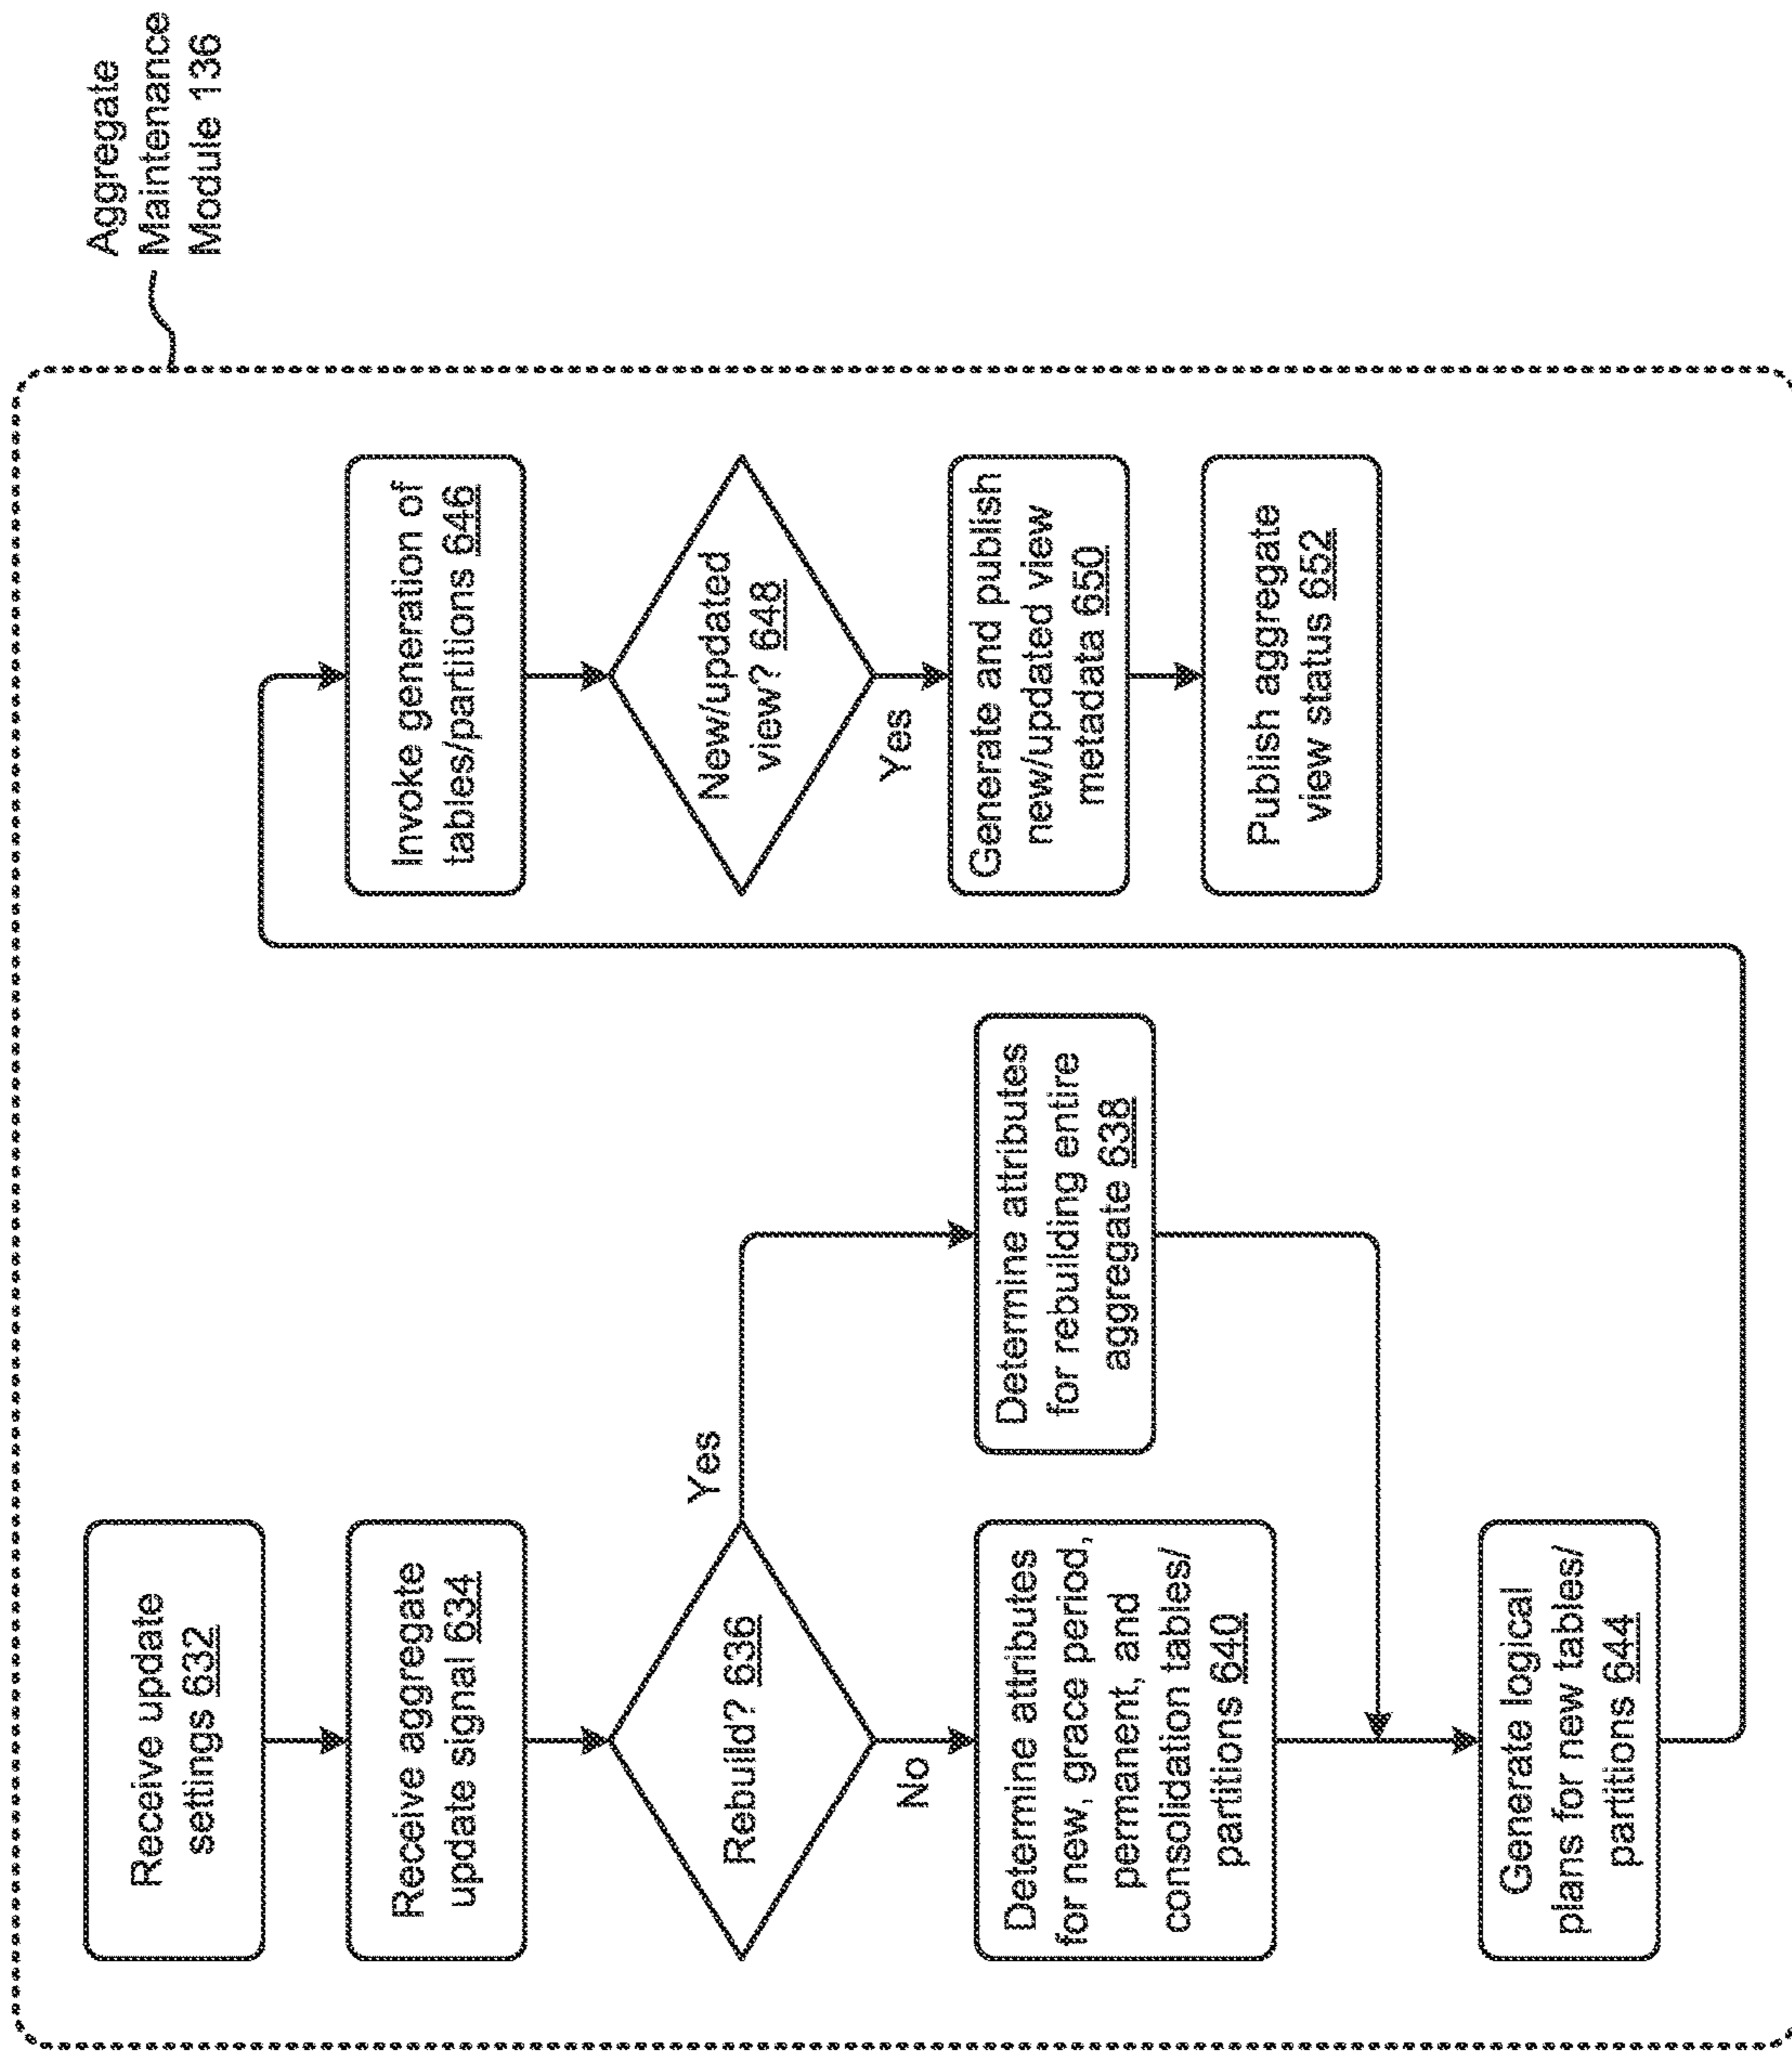 Aggregate
Maintenance
Module 136
Receive update
settings 632
Receive aggregate
update signal 634
Rebuild? 636
Yes
No
Determine attributes
for rebuilding entire
aggregate 638
Determine attributes
for new, grace period,
permanent, and
consolidation tables/
partitions 640
Generate logical
plans for new tables/
partitions 644
Invoke generation of
tables/partitions 646
New/updated
view? 648
Yes
Generate and publish
new/updated view
metadata 650
Publish aggregate
view status 652